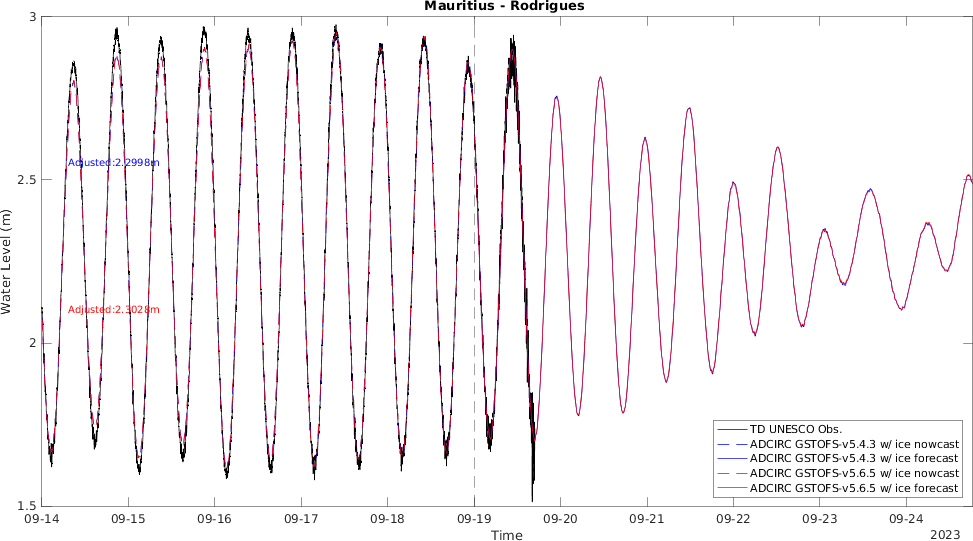 Mauritius - Rodrigues
3
2.5
2
1.5
Water Level (m)
Adjusted:2.2998m
Adjusted:2.3028m
TD UNESCO Obs.
ADCIRC GSTOFS-v5.4.3 w/ ice nowcast
ADCIRC GSTOFS-v5.4.3 w/ ice forecast
ADCIRC GSTOFS-v5.6.5 w/ ice nowcast
ADCIRC GSTOFS-v5.6.5 w/ ice forecast
09-14 09-15 09-16 09-17 09-18 09-19 09-20 09-21 09-22 09-23 09-24
Time
2023